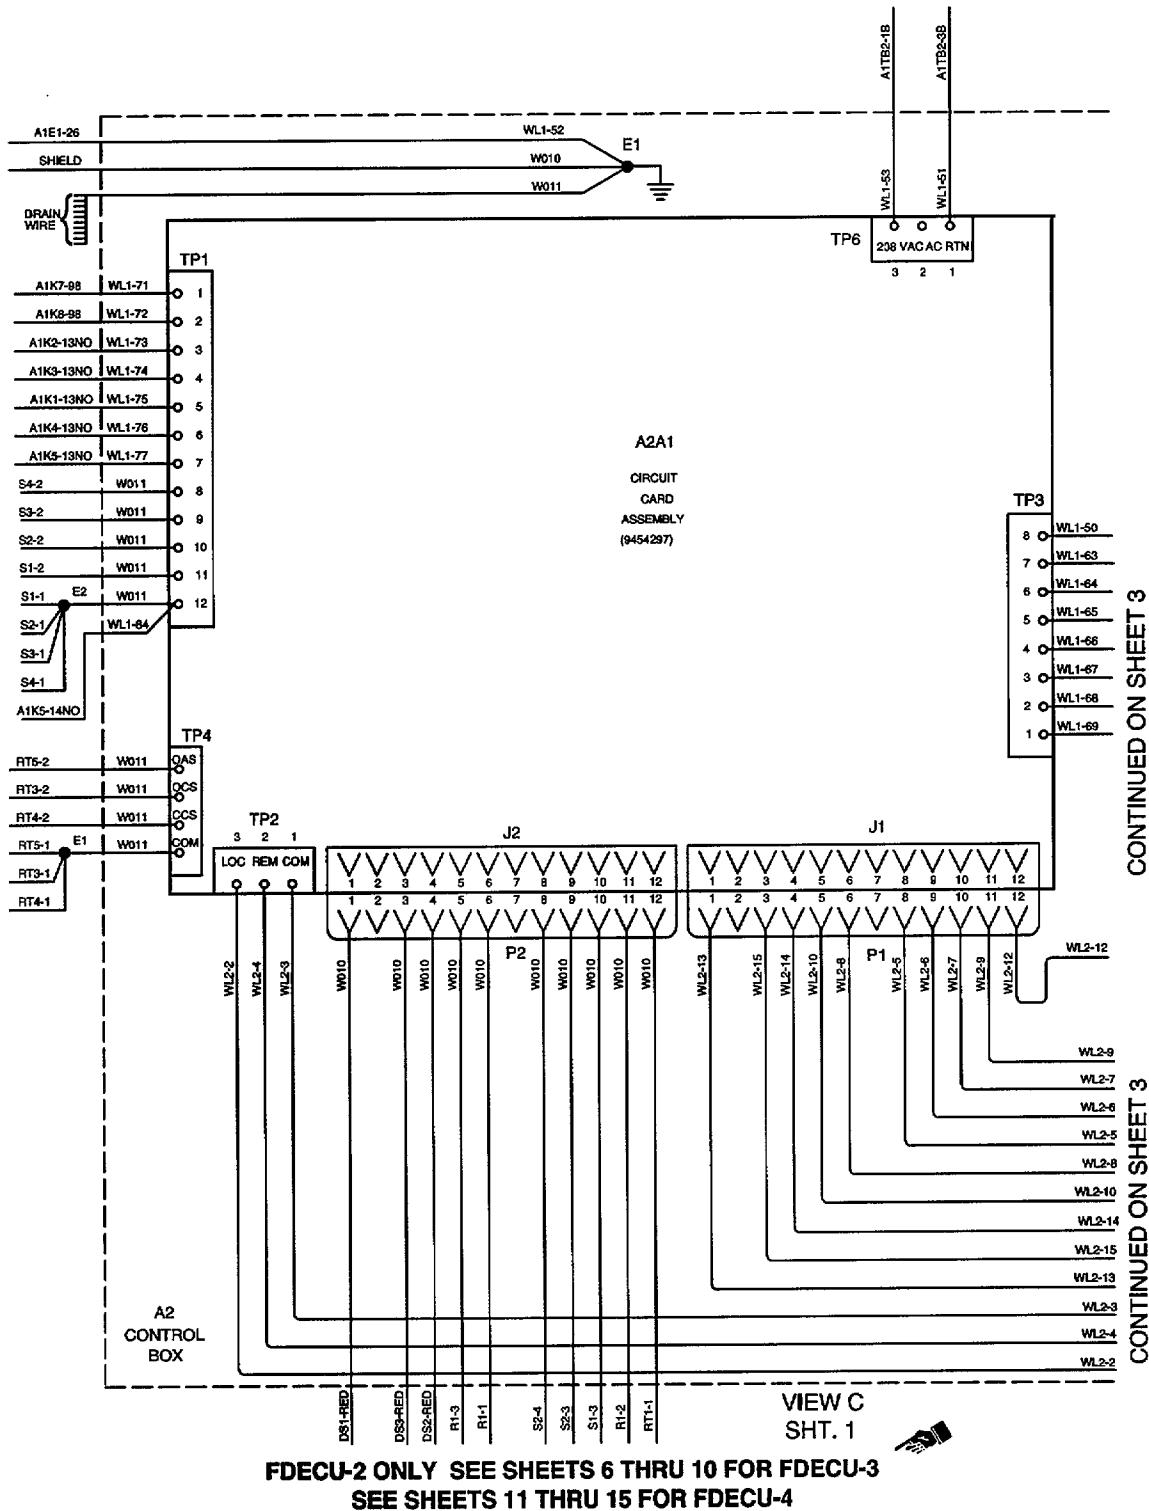 A1TB2-1B
A1TB2-3B
A1E1-26
WL1-52
E1
SHIELD
W010
W011
DRAIN
WIRE
WL1-53
WL1-51
TP6
208 VAC AC RTN
3 2 1
TP1
A1K7-98 WL1-71 1
A1K8-98 WL1-72 2
A1K2-13NO WL1-73 3
A1K3-13NO WL1-74 4
A1K1-13NO WL1-75 5
A1K4-13NO WL1-76 6
A1K5-13NO WL1-77 7
S4-2 W011 8
S3-2 W011 9
S2-2 W011 10
S1-2 W011 11
S1-1 E2 W011 12
S2-1 WL1-64
S3-1
S4-1
A1K5-14NO
A2A1
CIRCUIT
CARD
ASSEMBLY
(9454297)
TP3
8 WL1-50
7 WL1-63
6 WL1-64
5 WL1-65
4 WL1-66
3 WL1-67
2 WL1-68
1 WL1-69
CONTINUED ON SHEET 3
TP4
RT5-2 W011 OAS
RT3-2 W011 OCS
RT4-2 W011 CCS
RT5-1 E1 W011 COM
RT3-1
RT4-1
TP2
3 2 1
LOC REM COM
J2
1 2 3 4 5 6 7 8 9 10 11 12
1 2 3 4 5 6 7 8 9 10 11 12
P2
J1
1 2 3 4 5 6 7 8 9 10 11 12
1 2 3 4 5 6 7 8 9 10 11 12
P1
WL2-2
WL2-4
WL2-3
W010
W010
W010
W010
W010
W010
W010
W010
W010
W010
WL2-13
WL2-15
WL2-14
WL2-10
WL2-8
WL2-5
WL2-6
WL2-7
WL2-9
WL2-12
WL2-12
WL2-9
WL2-7
WL2-6
WL2-5
WL2-8
WL2-10
WL2-14
WL2-15
WL2-13
WL2-3
WL2-4
WL2-2
CONTINUED ON SHEET 3
A2
CONTROL
BOX
DS1-RED
DS3-RED
DS2-RED
R1-3
R1-1
S2-4
S2-3
S1-3
R1-2
RT1-1
VIEW C
SHT. 1
FDECU-2 ONLY SEE SHEETS 6 THRU 10 FOR FDECU-3
SEE SHEETS 11 THRU 15 FOR FDECU-4